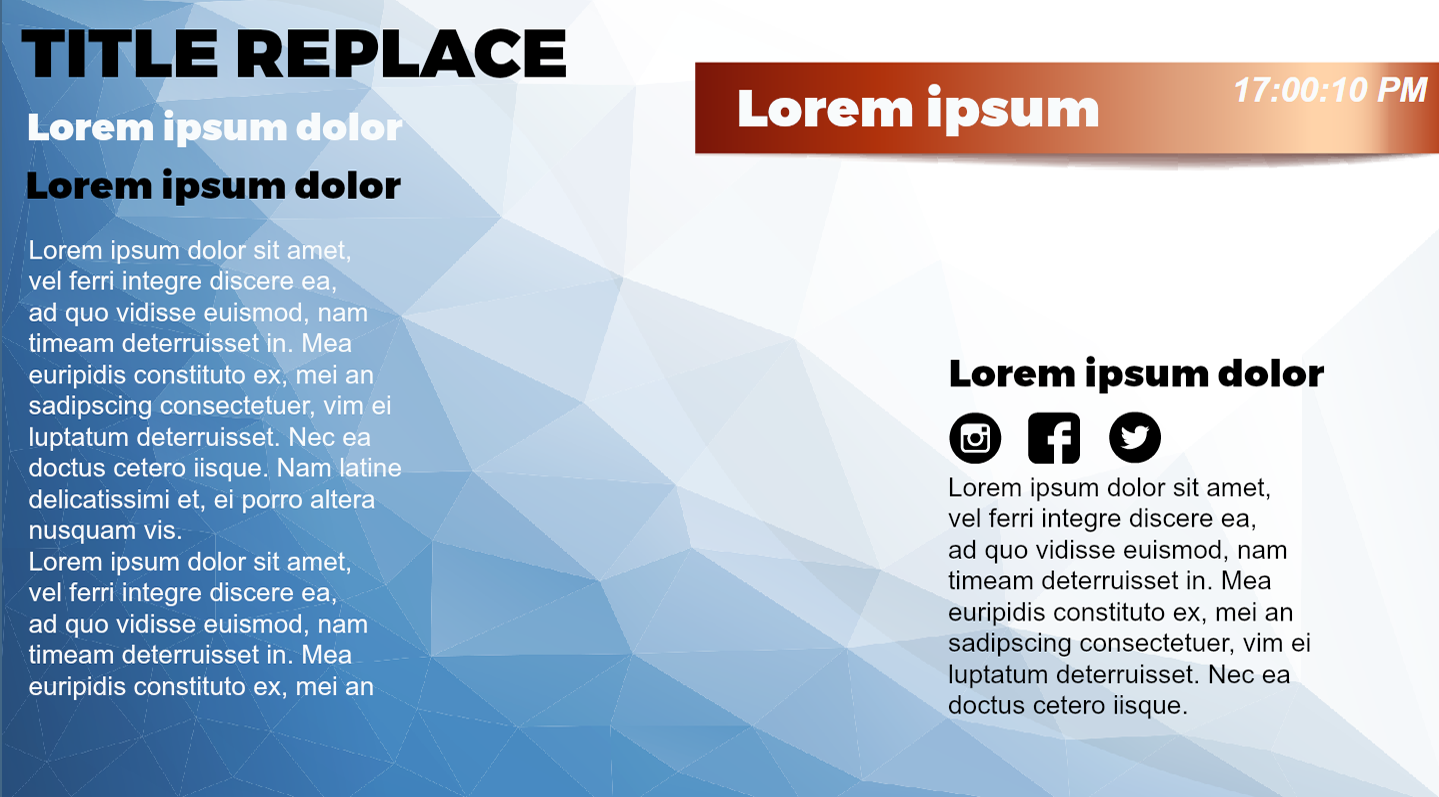 TITLE REPLACE
Lorem ipsum dolor
Lorem ipsum dolor
Lorem ipsum dolor sit amet,
vel ferri integre discere ea,
ad quo vidisse euismod, nam
timeam deterruisset in. Mea
euripidis constituto ex, mei an
sadipscing consectetuer, vim ei
luptatum deterruisset. Nec ea
doctus cetero iisque. Nam latine
delicatissimi et, ei porro altera
nusquam vis.
Lorem ipsum dolor sit amet,
vel ferri integre discere ea,
ad quo vidisse euismod, nam
timeam deterruisset in. Mea
euripidis constituto ex, mei an
Lorem ipsum
17:00:10 PM
Lorem ipsum dolor
Lorem ipsum dolor sit amet,
vel ferri integre discere ea,
ad quo vidisse euismod, nam
timeam deterruisset in. Mea
euripidis constituto ex, mei an
sadipscing consectetuer, vim ei
luptatum deterruisset. Nec ea
doctus cetero iisque.